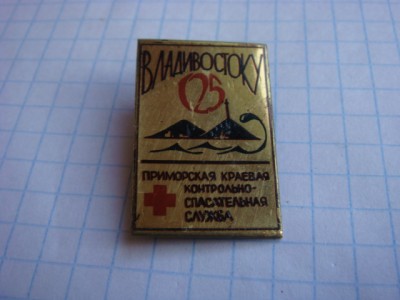 ВЛАДИВОСТОКУ
125
ПРИМОРСКАЯ КРАЕВАЯ
КОНТРОЛЬНО-
СПАСАТЕЛЬНАЯ
СЛУЖБА